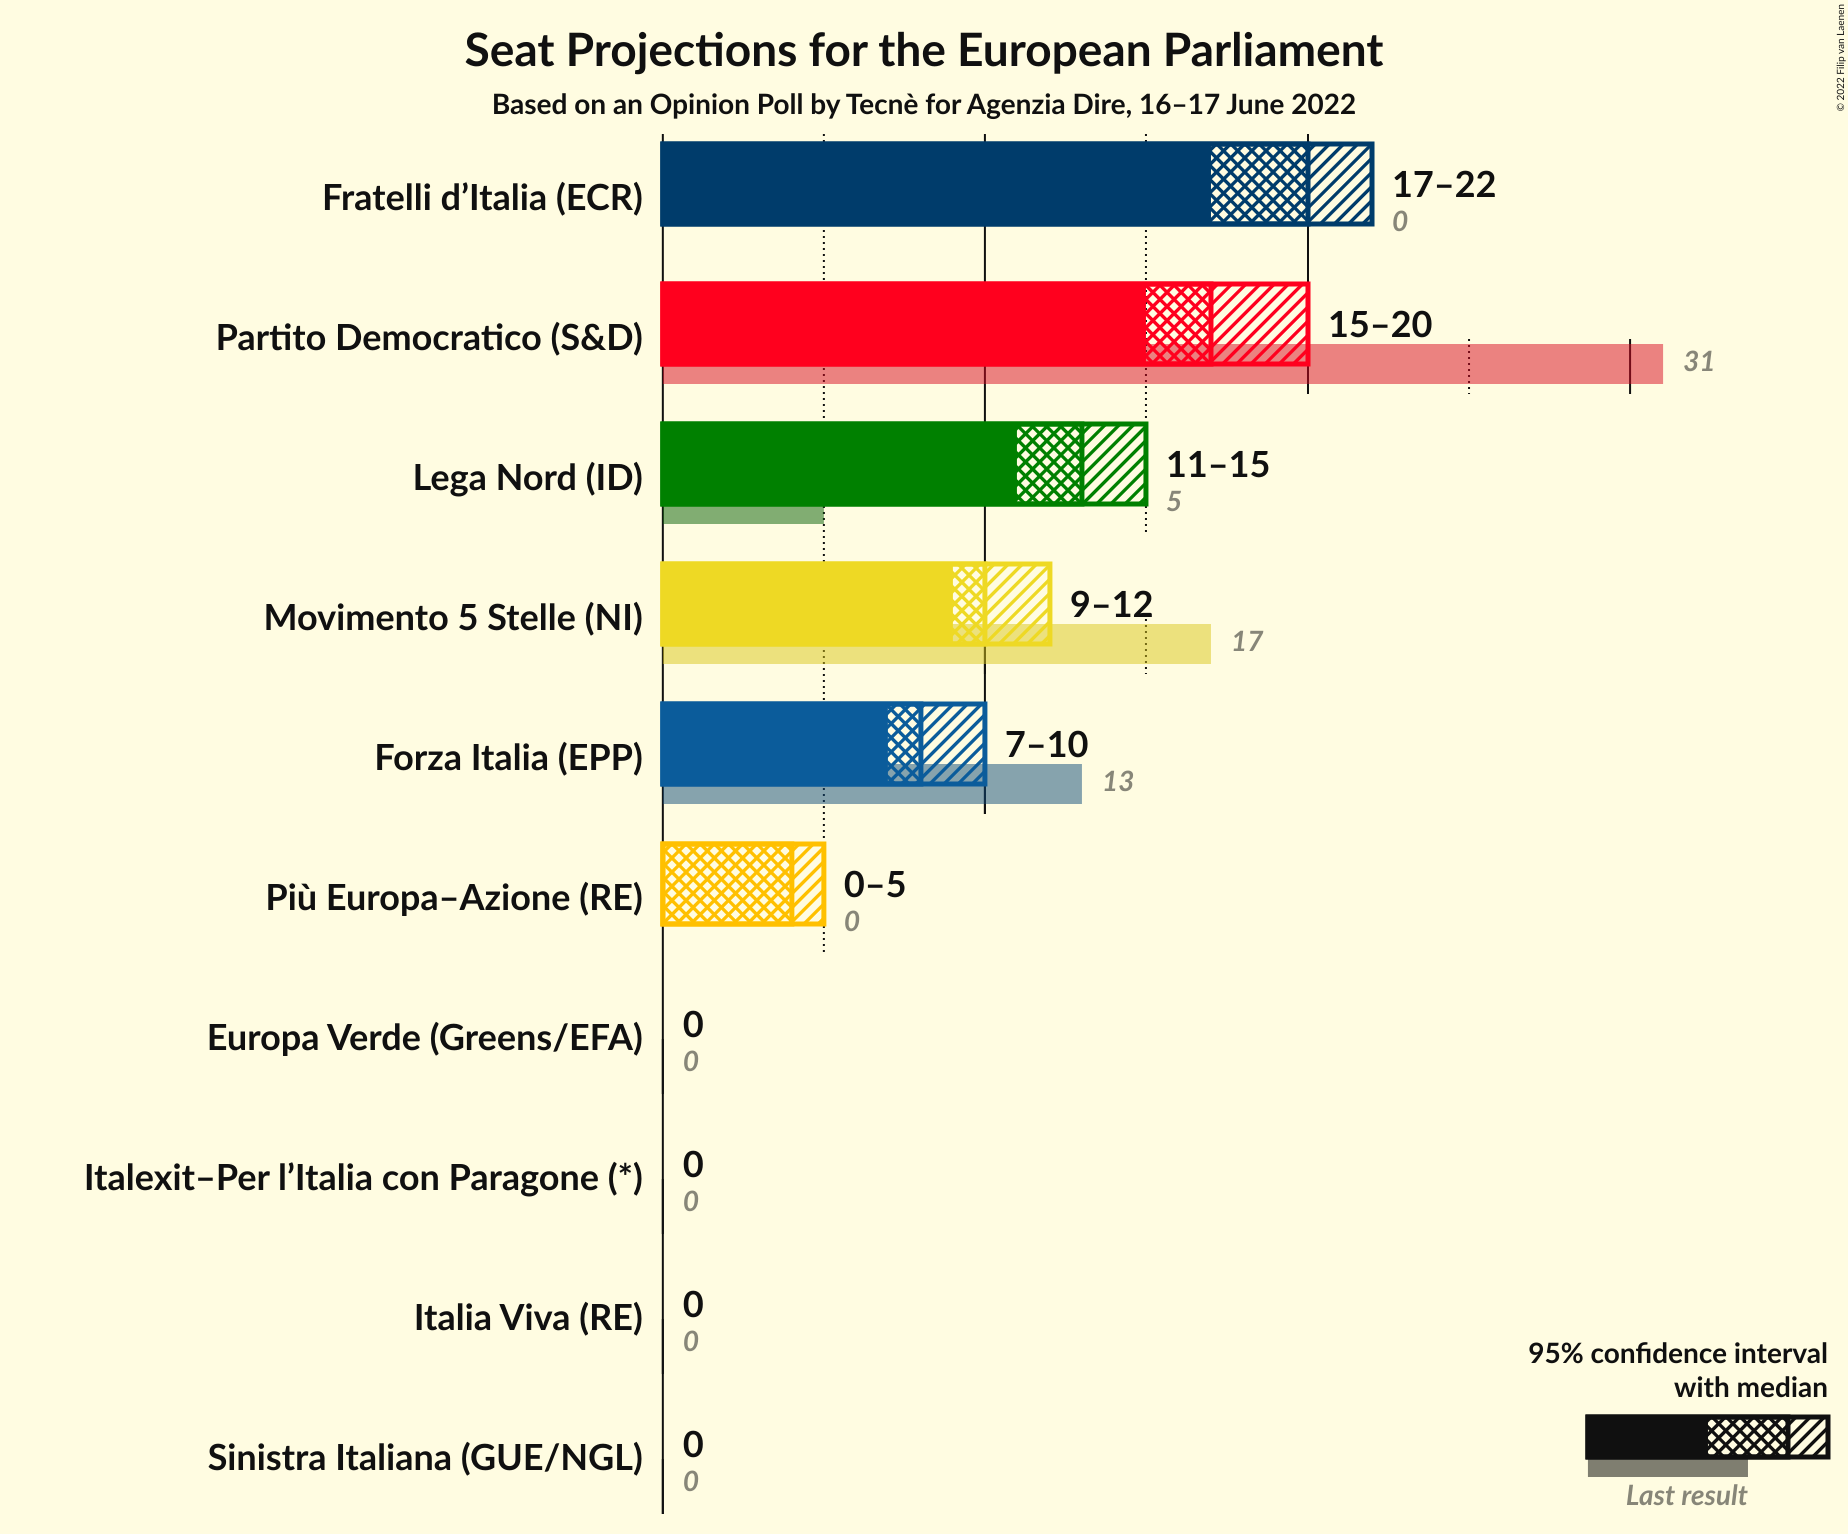 Seat Projections for the European Parliament
Based on an Opinion Poll by Tecnè for Agenzia Dire, 16–17 June 2022
© 2022 Filip van Laenen
Fratelli d’Italia (ECR)
17–22
0
Partito Democratico (S&D)
15–20
31
Lega Nord (ID)
11–15
5
Movimento 5 Stelle (NI)
9–12
17
Forza Italia (EPP)
7–10
13
Più Europa–Azione (RE)
0–5
0
Europa Verde (Greens/EFA)
0
0
Italexit–Per l’Italia con Paragone (*)
0
0
Italia Viva (RE)
0
0
Sinistra Italiana (GUE/NGL)
0
0
95% confidence interval
with median
Last result